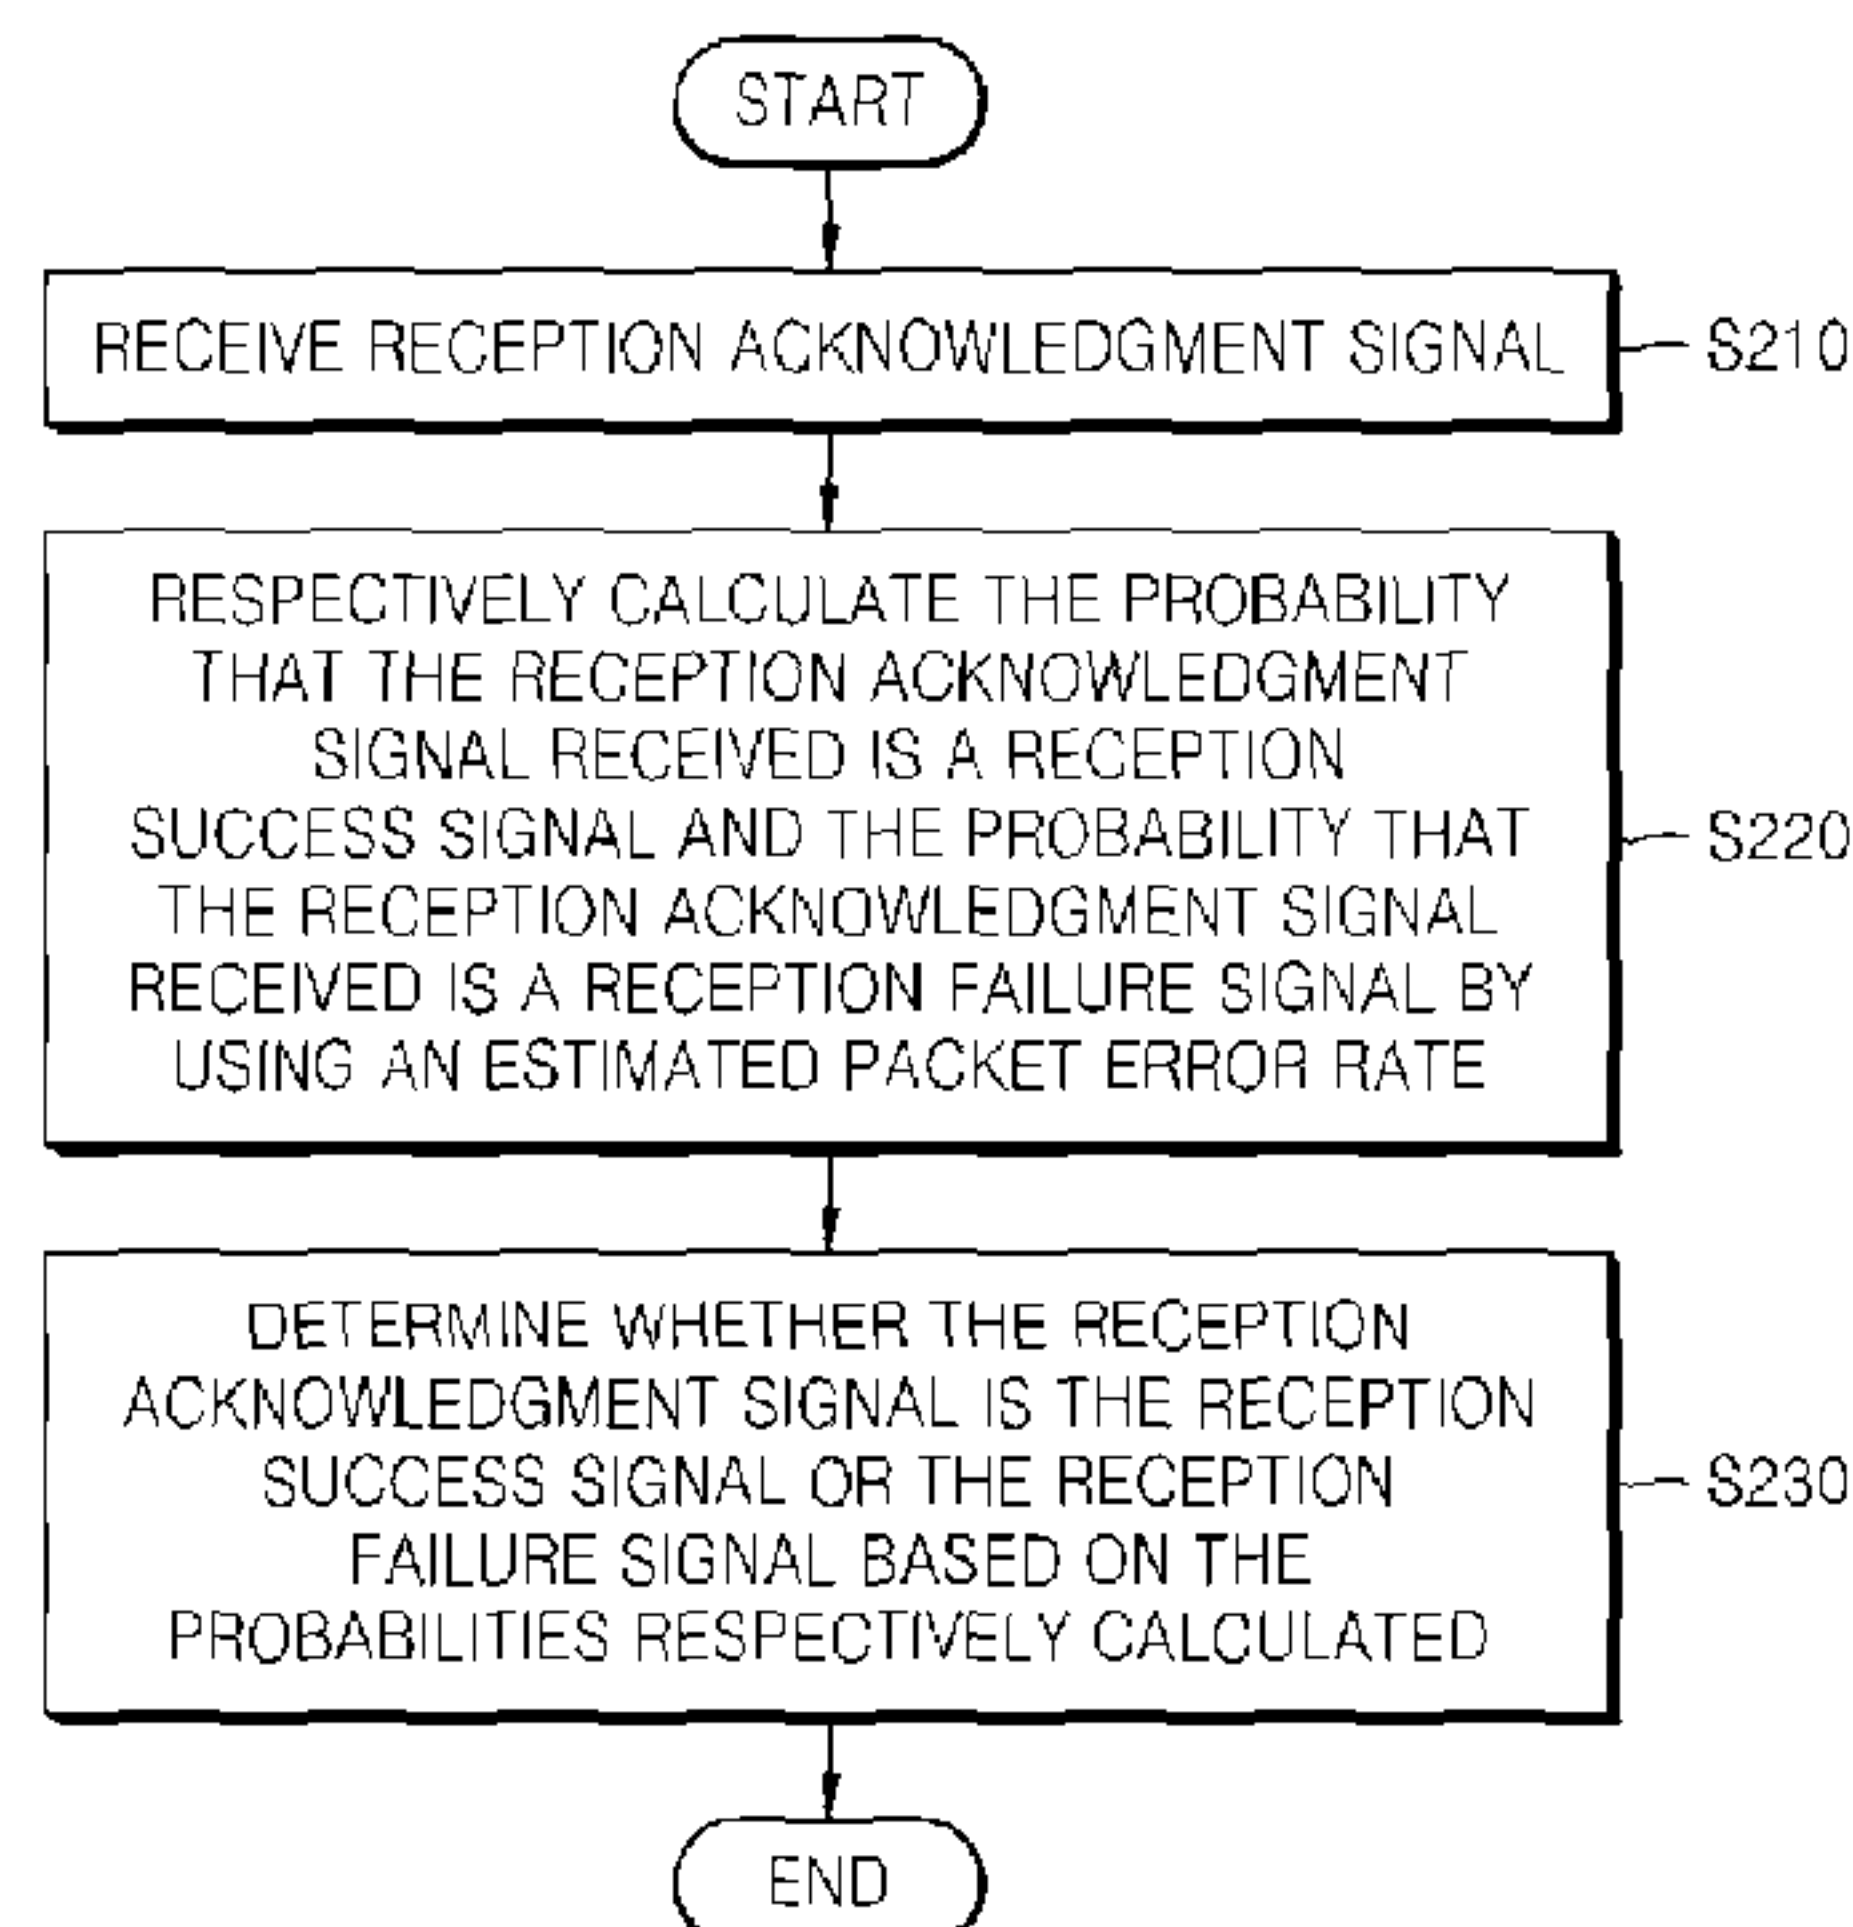 START
RECEIVE RECEPTION ACKNOWLEDGMENT SIGNAL
S210
RESPECTIVELY CALCULATE THE PROBABILITY
THAT THE RECEPTION ACKNOWLEDGMENT
SIGNAL RECEIVED IS A RECEPTION
SUCCESS SIGNAL AND THE PROBABILITY THAT
THE RECEPTION ACKNOWLEDGMENT SIGNAL
RECEIVED IS A RECEPTION FAILURE SIGNAL BY
USING AN ESTIMATED PACKET ERROR RATE
S220
DETERMINE WHETHER THE RECEPTION
ACKNOWLEDGMENT SIGNAL IS THE RECEPTION
SUCCESS SIGNAL OR THE RECEPTION
FAILURE SIGNAL BASED ON THE
PROBABILITIES RESPECTIVELY CALCULATED
S230
END